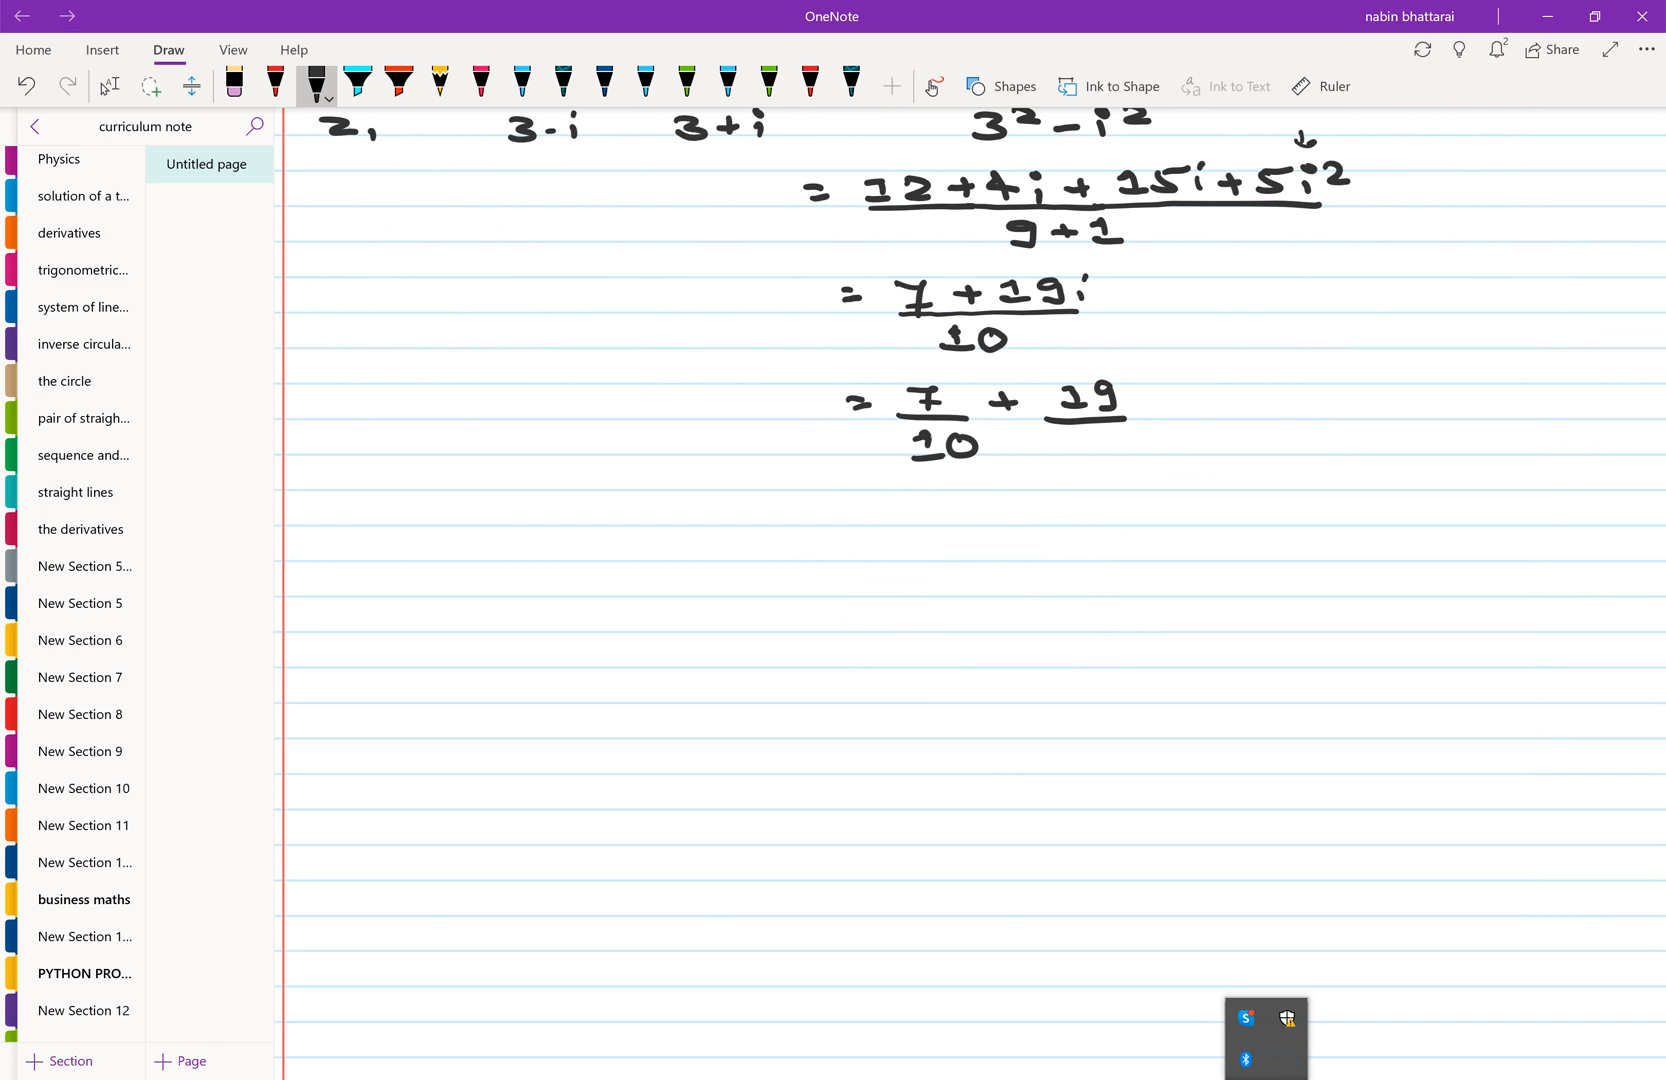 OneNote
nabin bhattarai
Home Insert Draw View Help
2
Share
Shapes Ink to Shape Ink to Text Ruler
curriculum note
Physics
solution of a t...
derivatives
trigonometric...
system of line...
inverse circula...
the circle
pair of straigh...
sequence and...
straight lines
the derivatives
New Section 5...
New Section 5
New Section 6
New Section 7
New Section 8
New Section 9
New Section 10
New Section 11
New Section 1...
business maths
New Section 1...
PYTHON PRO...
New Section 12
+ Section
Untitled page
+ Page
3-i 3+i 3² - i²
= 12+4i + 15i + 5i²
9+1
= 7 + 19i
10
= 7 + 19
10